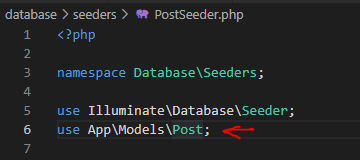 database > seeders > PostSeeder.php
1 <?php
2
3 namespace Database\Seeders;
4
5 use Illuminate\Database\Seeder;
6 use App\Models\Post;